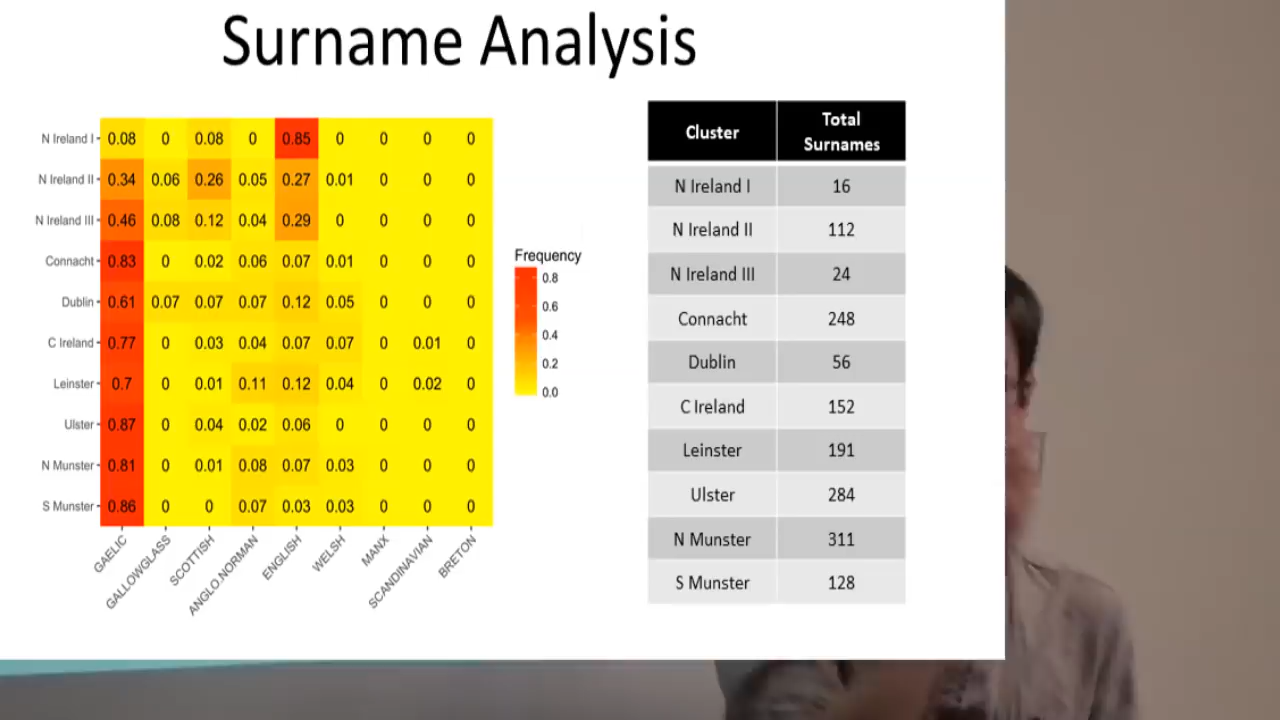 Surname Analysis
N Ireland I 0.08 0 0.08 0 0.85 0 0 0 0
N Ireland II 0.34 0.06 0.26 0.05 0.27 0.01 0 0 0
N Ireland III 0.46 0.08 0.12 0.04 0.29 0 0 0 0
Connacht 0.83 0 0.02 0.06 0.07 0.01 0 0 0
Dublin 0.61 0.07 0.07 0.07 0.12 0.05 0 0 0
C Ireland 0.77 0 0.03 0.04 0.07 0.07 0 0.01 0
Leinster 0.7 0 0.01 0.11 0.12 0.04 0 0.02 0
Ulster 0.87 0 0.04 0.02 0.06 0 0 0 0
N Munster 0.81 0 0.01 0.08 0.07 0.03 0 0 0
S Munster 0.86 0 0 0.07 0.03 0.03 0 0 0
GAELIC
GALLOWGLASS
SCOTTISH
ANGLO.NORMAN
ENGLISH
WELSH
MANX
SCANDINAVIAN
BRETON
Frequency
0.8
0.6
0.4
0.2
0.0
Cluster
Total
Surnames
N Ireland I 16
N Ireland II 112
N Ireland III 24
Connacht 248
Dublin 56
C Ireland 152
Leinster 191
Ulster 284
N Munster 311
S Munster 128